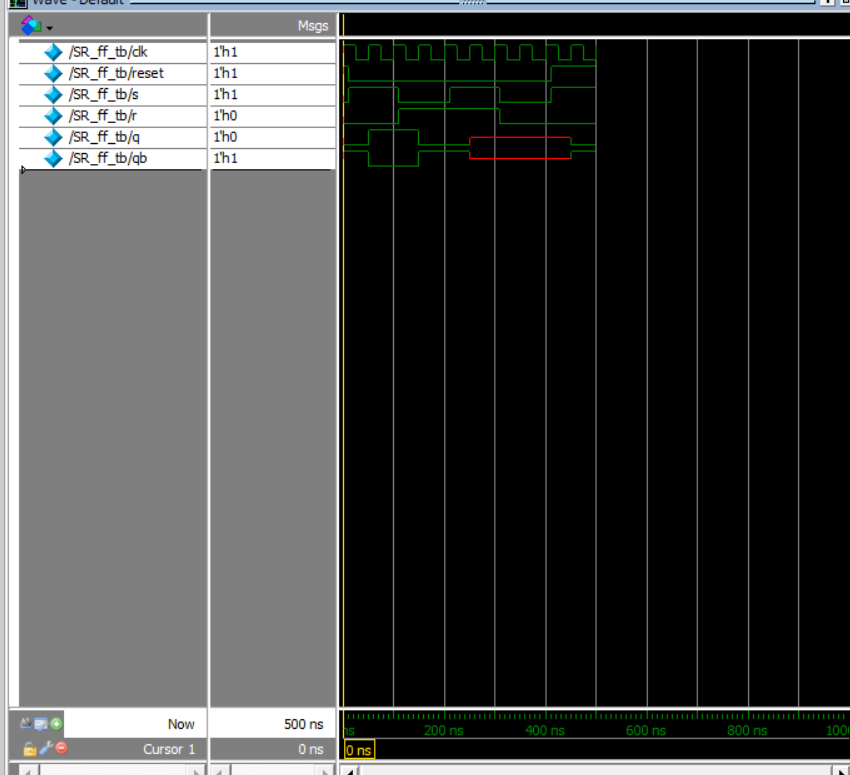 Wave - Default
Msgs
/SR_ff_tb/clk 1'h1
/SR_ff_tb/reset 1'h1
/SR_ff_tb/s 1'h1
/SR_ff_tb/r 1'h0
/SR_ff_tb/q 1'h0
/SR_ff_tb/qb 1'h1
Now 500 ns ns 200 ns 400 ns 600 ns 800 ns 100
Cursor 1 0 ns 0 ns